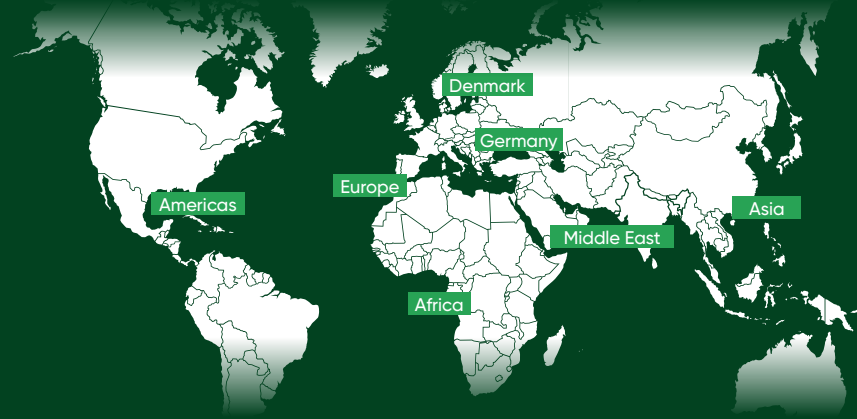 Denmark
Germany
Europe
Americas
Asia
Middle East
Africa